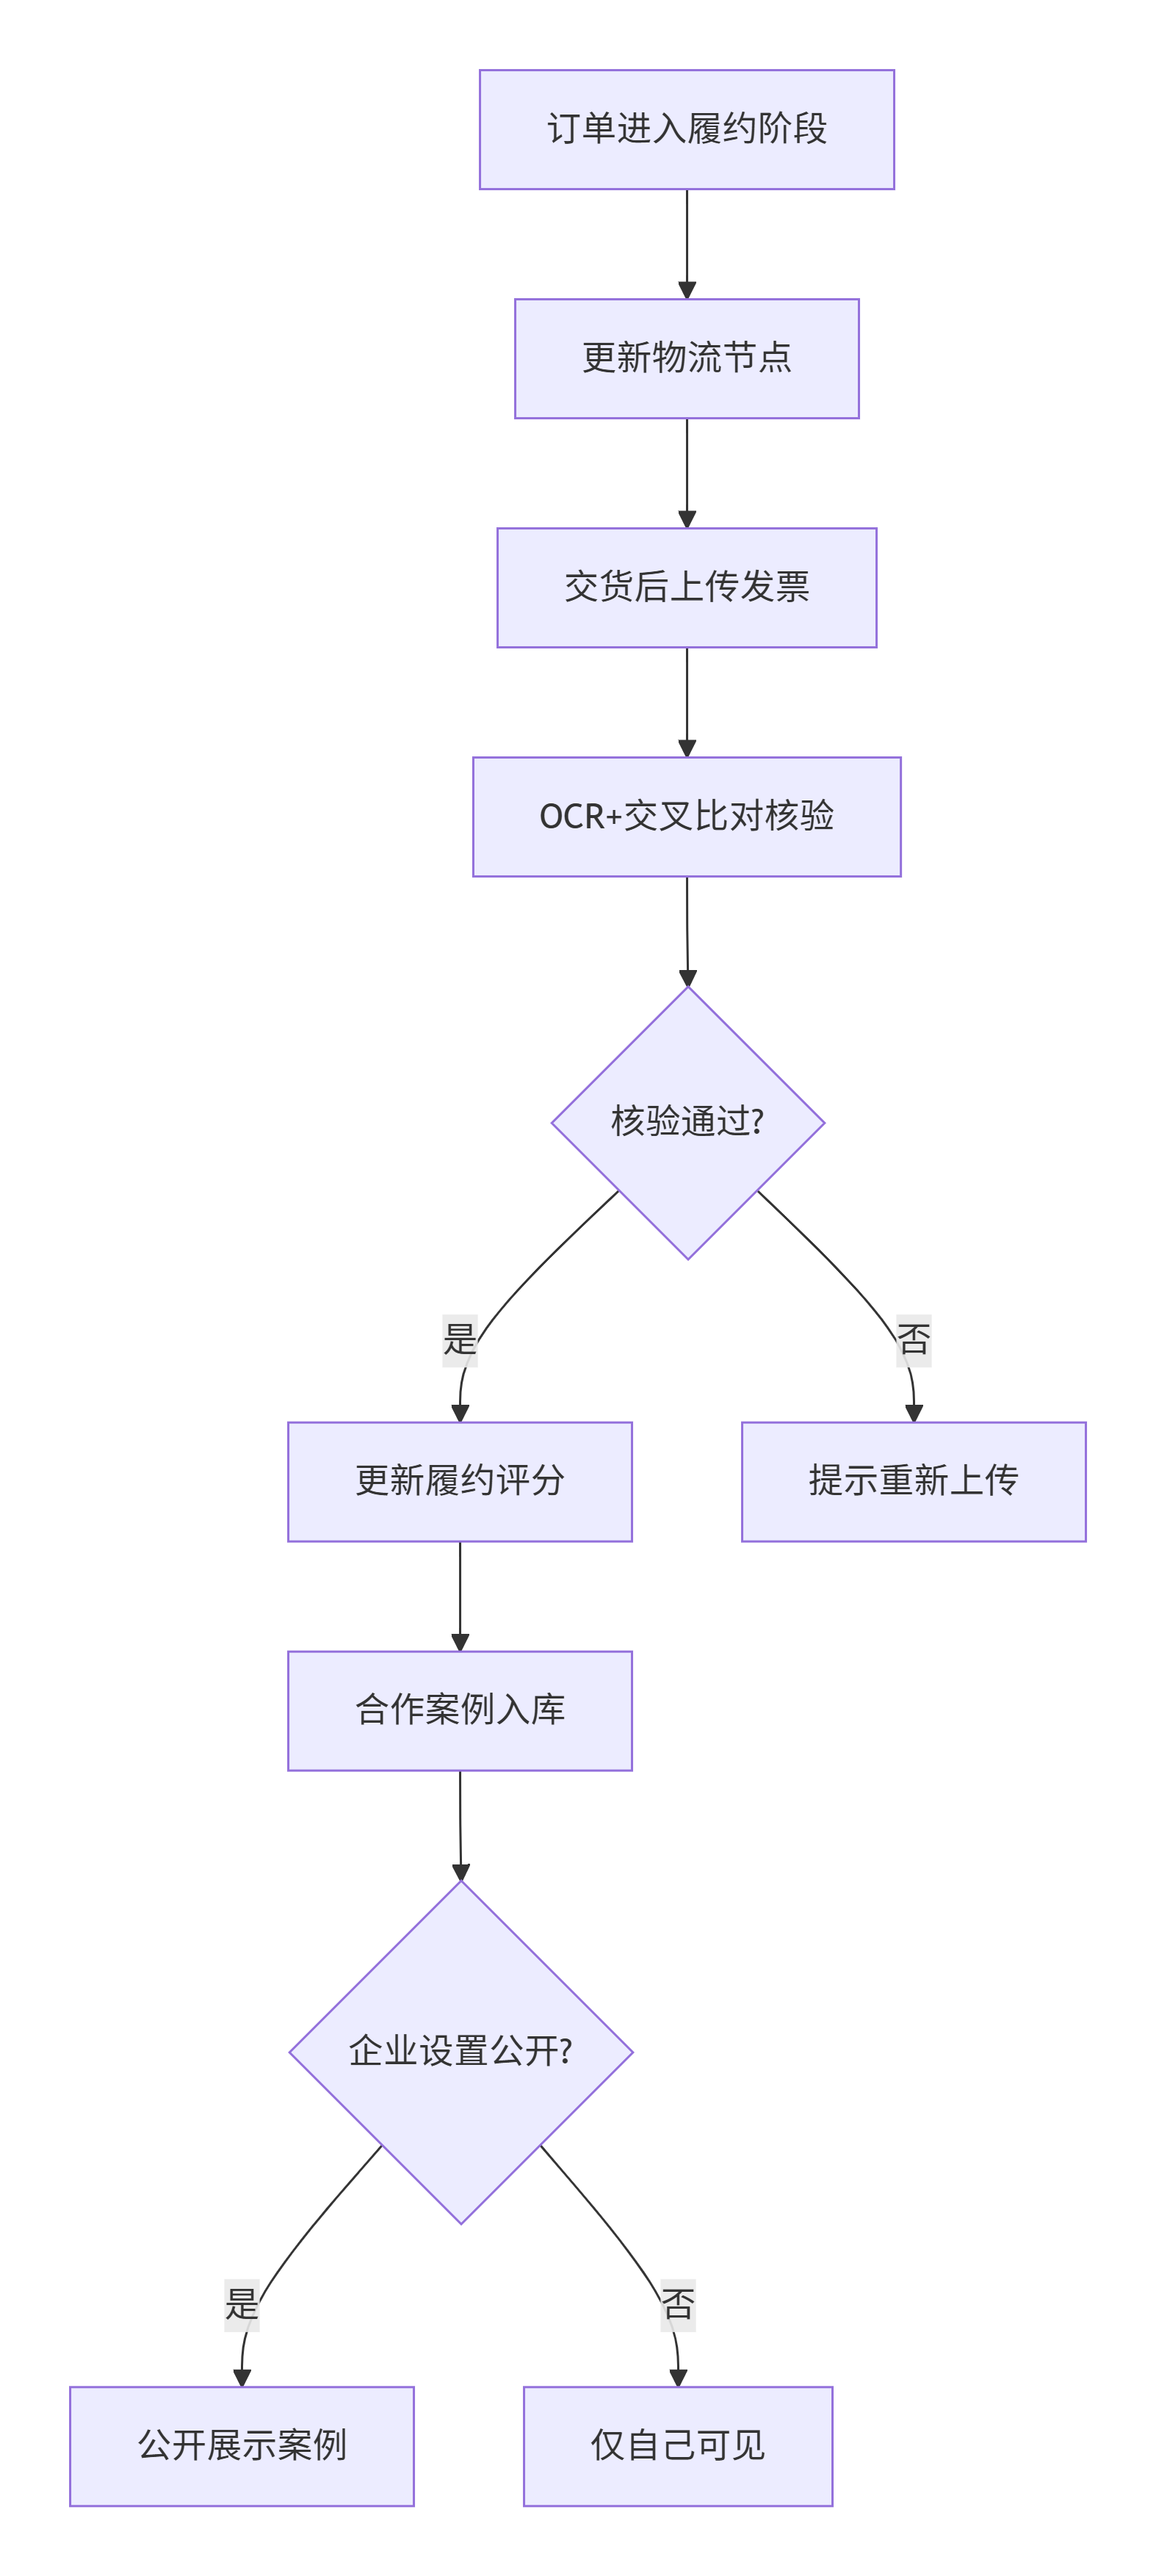 订单进入履约阶段
更新物流节点
交货后上传发票
OCR+交叉比对核验
核验通过?
是
否
更新履约评分
提示重新上传
合作案例入库
企业设置公开?
是
否
公开展示案例
仅自己可见